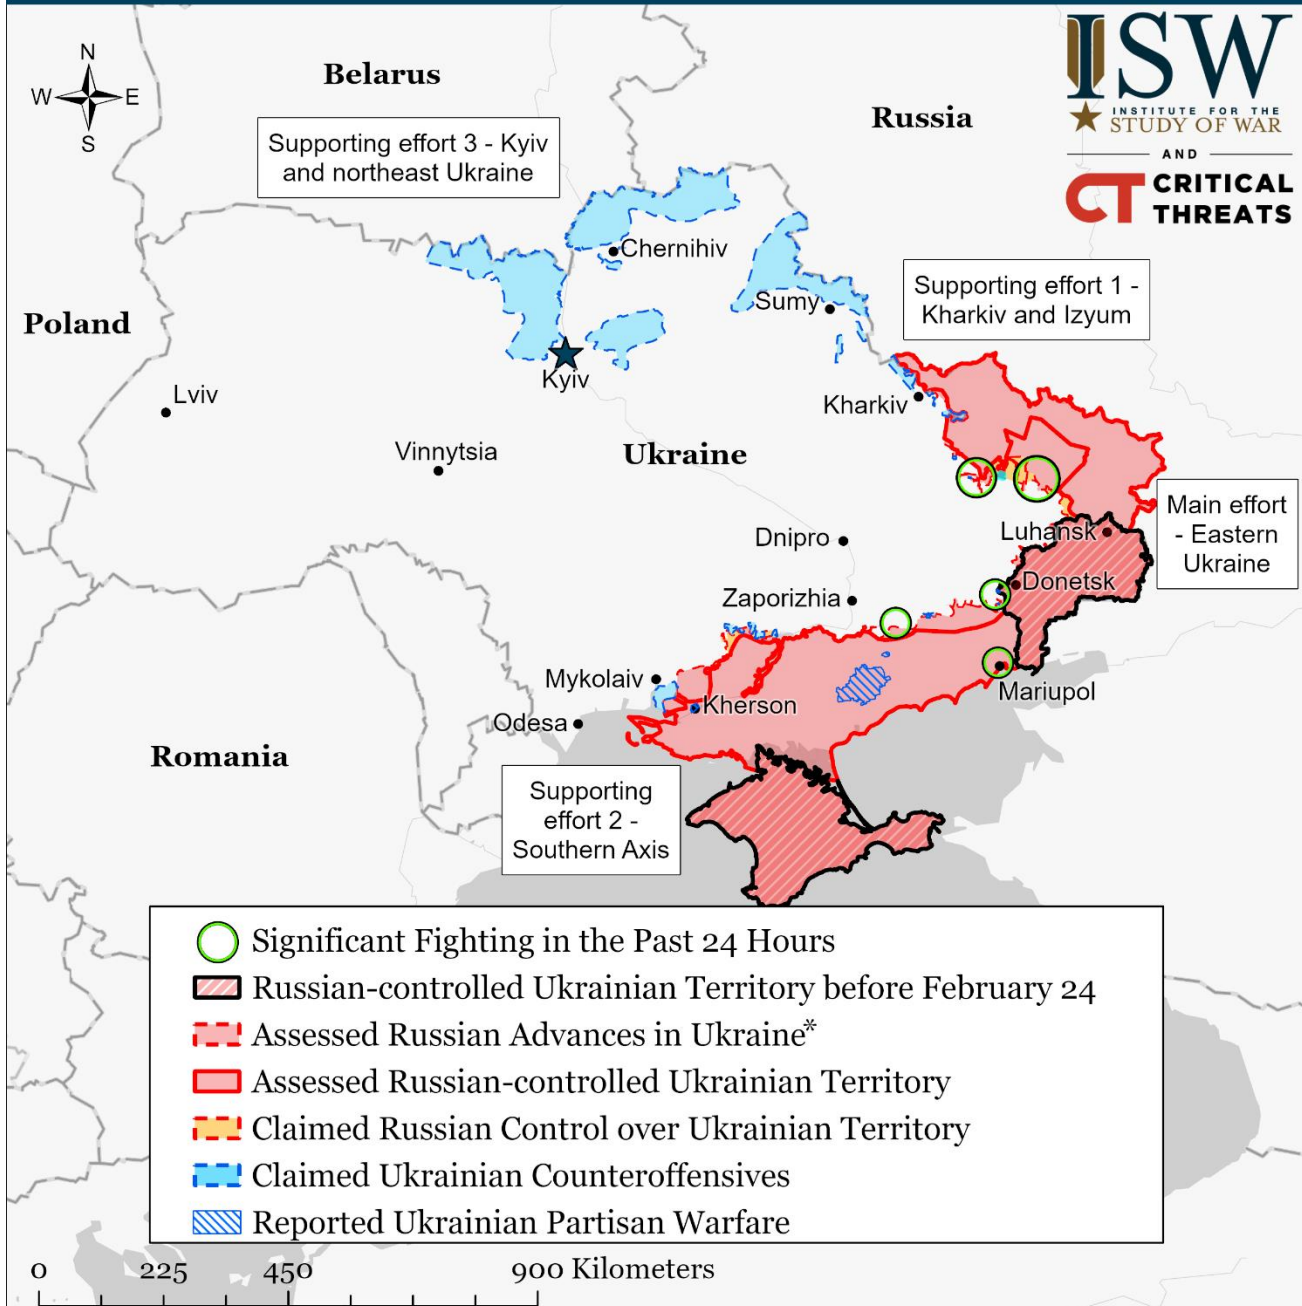 N
W E
S
Belarus
Russia
ISW
INSTITUTE FOR THE
STUDY OF WAR
AND
CT CRITICAL
THREATS
Supporting effort 3 - Kyiv
and northeast Ukraine
Chernihiv
Supporting effort 1 -
Kharkiv and Izyum
Sumy
Poland
Kyiv
Lviv
Kharkiv
Vinnytsia
Ukraine
Main effort
- Eastern
Ukraine
Luhansk
Dnipro
Donetsk
Zaporizhia
Mykolaiv
Mariupol
Kherson
Odesa
Romania
Supporting
effort 2 -
Southern Axis
Significant Fighting in the Past 24 Hours
Russian-controlled Ukrainian Territory before February 24
Assessed Russian Advances in Ukraine*
Assessed Russian-controlled Ukrainian Territory
Claimed Russian Control over Ukrainian Territory
Claimed Ukrainian Counteroffensives
Reported Ukrainian Partisan Warfare
0 225 450 900 Kilometers